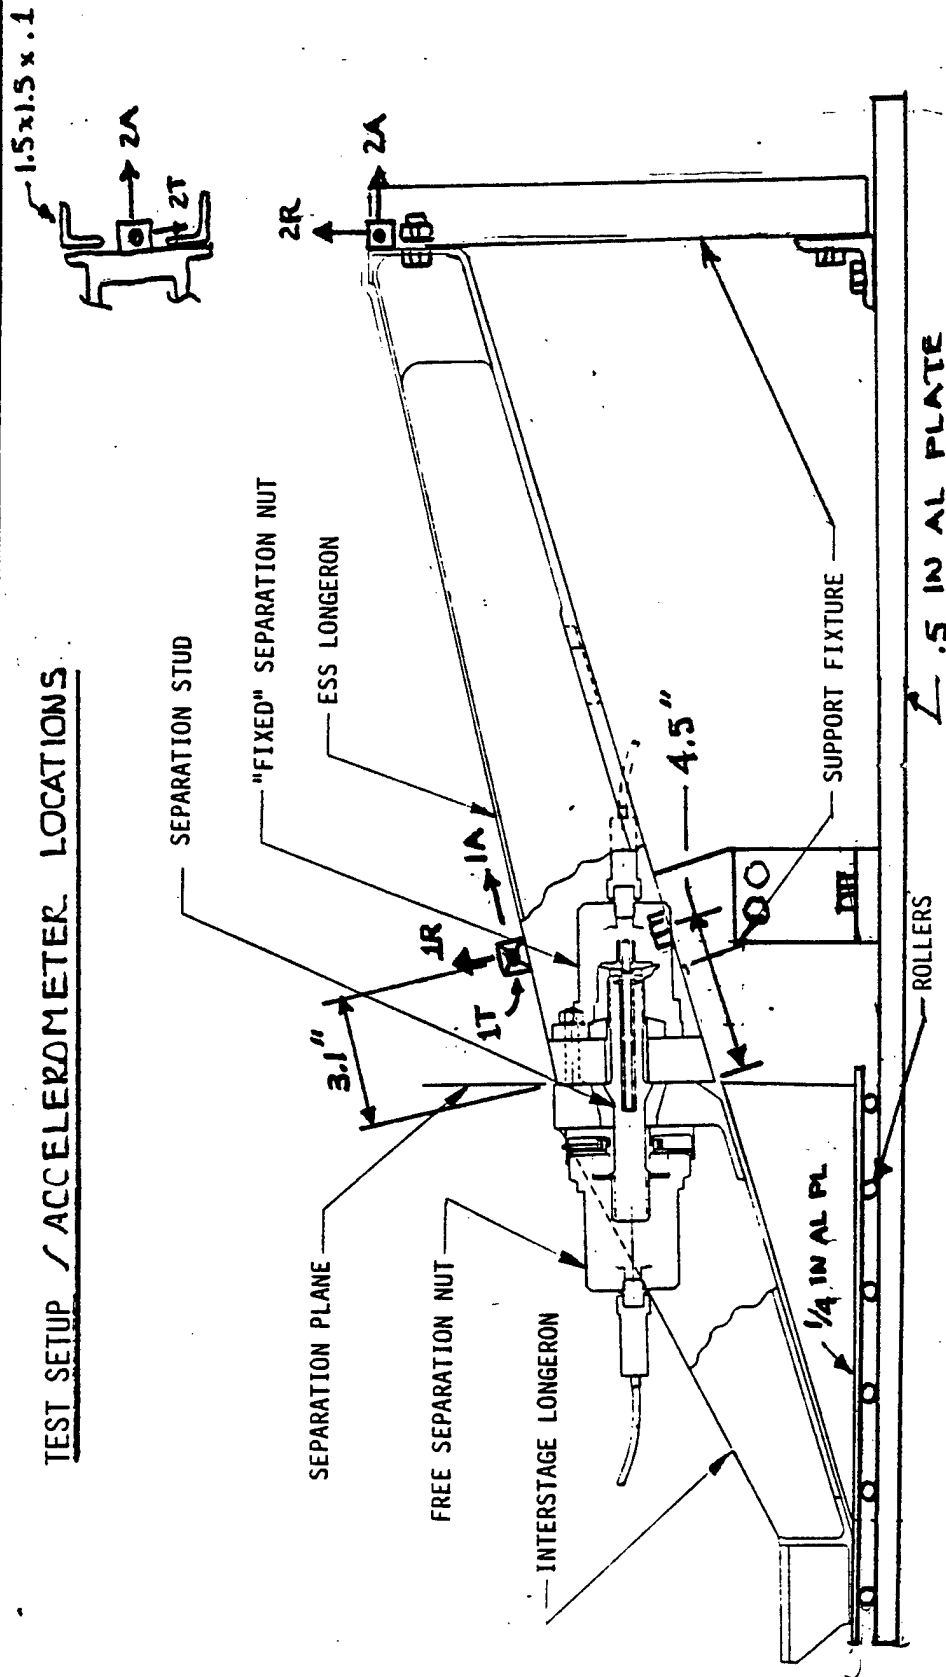 TEST SETUP / ACCELEROMETER LOCATIONS
1.5x1.5x.1
2A
2T
2R
2A
SEPARATION STUD
"FIXED" SEPARATION NUT
ESS LONGERON
1A
1R
1T
3.1"
4.5"
SEPARATION PLANE
FREE SEPARATION NUT
INTERSTAGE LONGERON
SUPPORT FIXTURE
ROLLERS
1/4 IN AL PL
.5 IN AL PLATE